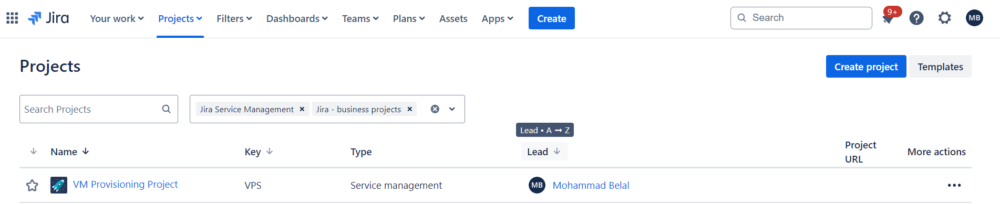 Jira Your work Projects Filters Dashboards Teams Plans Assets Apps Create Search 9+ ? MB
Projects
Create project Templates
Search Projects Jira Service Management × Jira - business projects ×
Lead • A → Z
Name ↓ Key ↓ Type Lead ↓ Project URL More actions
VM Provisioning Project VPS Service management MB Mohammad Belal